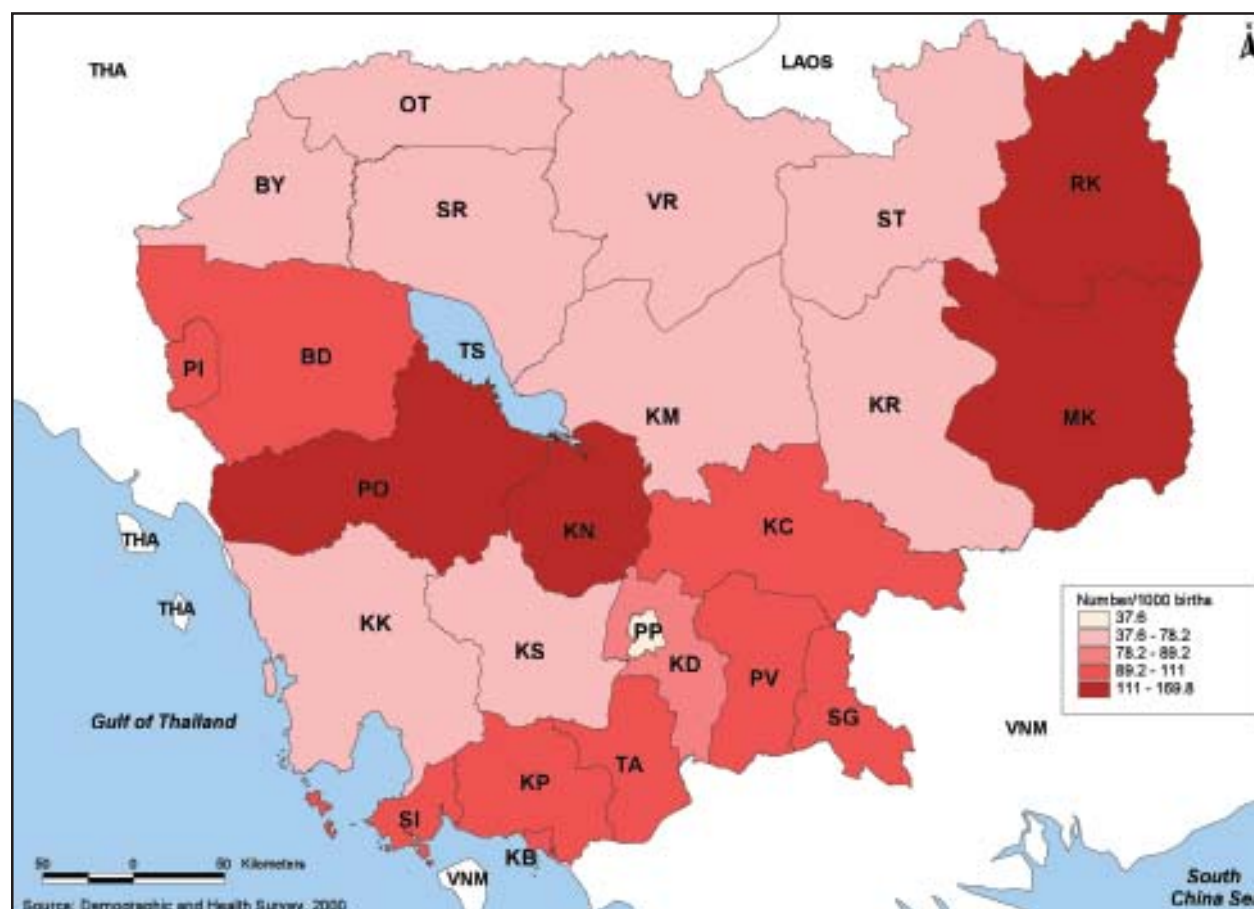 THA
LAOS
OT
BY
SR
VR
ST
RK
PI
BD
TS
KM
KR
MK
PO
KN
KC
THA
THA
KK
KS
PP
KD
PV
SG
Gulf of Thailand
VNM
TA
KP
SI
KB
VNM
Number/1000 births
37.6
37.6 - 78.2
78.2 - 89.2
89.2 - 111
111 - 169.8
50 0 50 Kilometers
Source: Demographic and Health Survey, 2000
South
China Se